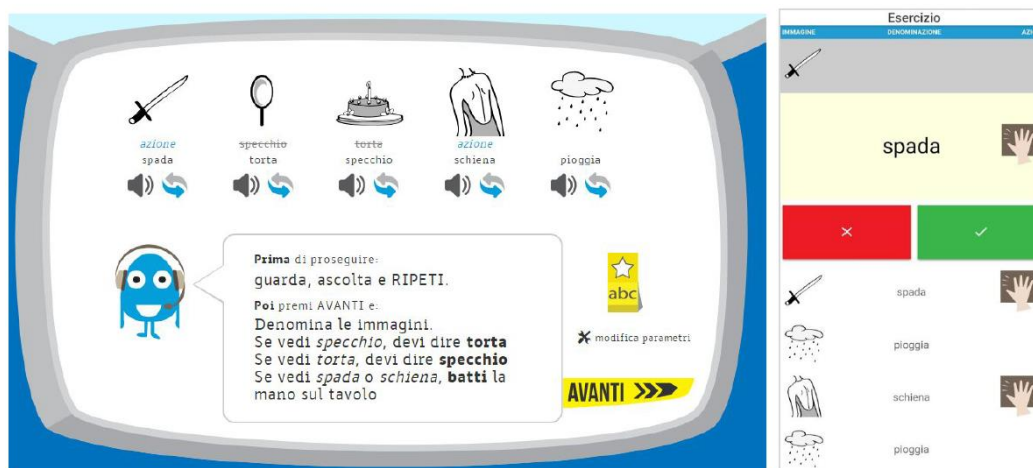 azione
specchio
torta
azione
spada
torta
specchio
schiena
pioggia
Prima di proseguire:
guarda, ascolta e RIPETI.
Poi premi AVANTI e:
Denomina le immagini.
Se vedi specchio, devi dire torta
Se vedi torta, devi dire specchio
Se vedi spada o schiena, batti la
mano sul tavolo
abc
modifica parametri
AVANTI
Esercizio
IMMAGINE DENOMINAZIONE AZI
spada
spada
pioggia
schiena
pioggia